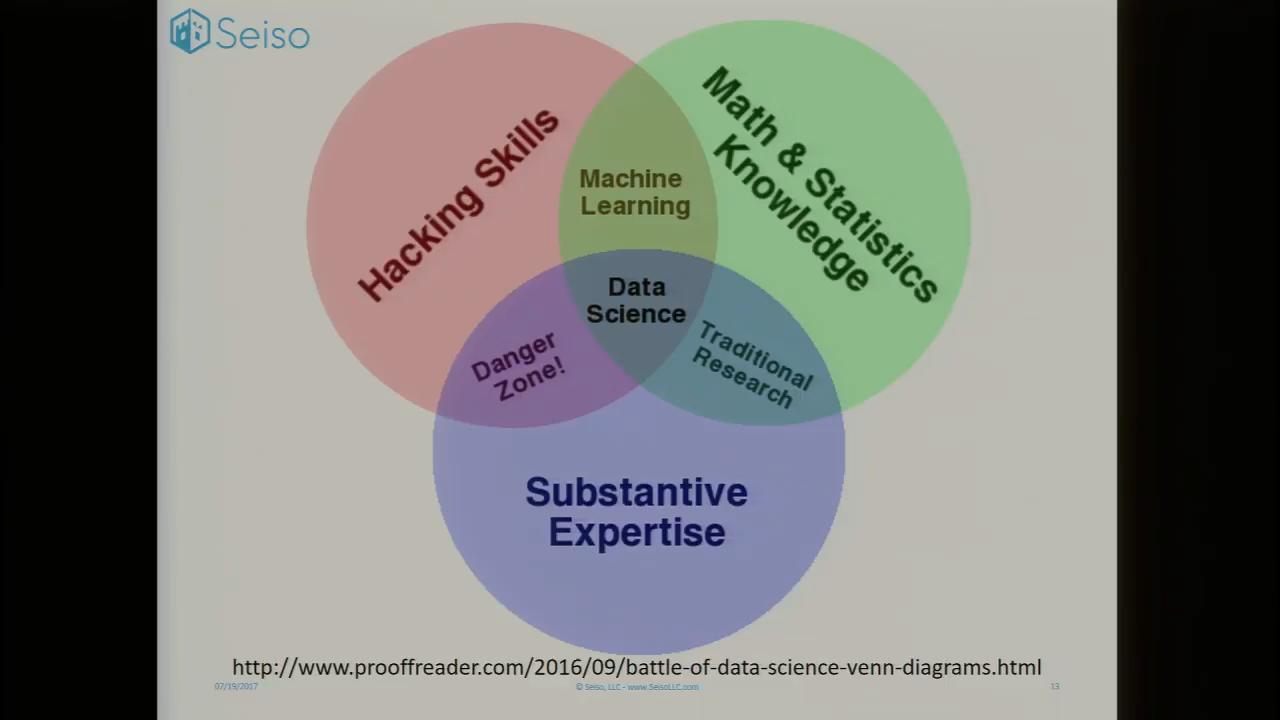 Seiso
Hacking Skills
Math & Statistics
Knowledge
Machine
Learning
Data
Science
Danger
Zone!
Traditional
Research
Substantive
Expertise
http://www.prooffreader.com/2016/09/battle-of-data-science-venn-diagrams.html
07/19/2017
© Seiso, LLC - www.SeisoLLC.com
13